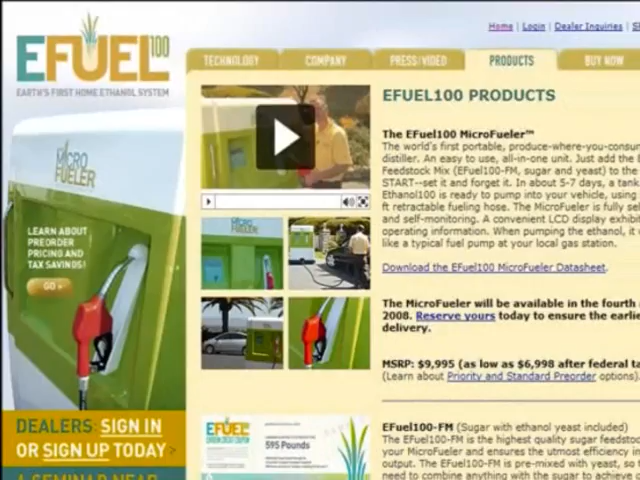 Home | Login | Dealer Inquiries |
EFUEL100
EARTH'S FIRST HOME ETHANOL SYSTEM
TECHNOLOGY COMPANY PRESS/VIDEO PRODUCTS BUY NOW
EFUEL100 PRODUCTS
The EFuel100 MicroFueler™
The world's first portable, produce-where-you-consum
distiller. An easy to use, all-in-one unit. Just add the
Feedstock Mix (EFuel100-FM, sugar and yeast) to the
START--set it and forget it. In about 5-7 days, a tank
Ethanol100 is ready to pump into your vehicle, using
ft retractable fueling hose. The MicroFueler is fully sel
and self-monitoring. A convenient LCD display exhibi
operating information. When pumping the ethanol, it
like a typical fuel pump at your local gas station.
Download the EFuel100 MicroFueler Datasheet.
The MicroFueler will be available in the fourth
2008. Reserve yours today to ensure the earlie
delivery.
MSRP: $9,995 (as low as $6,998 after federal ta
(Learn about Priority and Standard Preorder options)
EFuel100-FM (Sugar with ethanol yeast included)
The EFuel100-FM is the highest quality sugar feedstoc
your MicroFueler and ensures the utmost efficiency in
output. The EFuel100-FM is pre-mixed with yeast, so t
need to combine anything with the sugar to achieve
MICRO
FUELER
LEARN ABOUT
PREORDER
PRICING AND
TAX SAVINGS!
GO
DEALERS: SIGN IN
OR SIGN UP TODAY >
A SEMINAR NEAR
MICRO
FUELER
EFUEL
595 Pounds